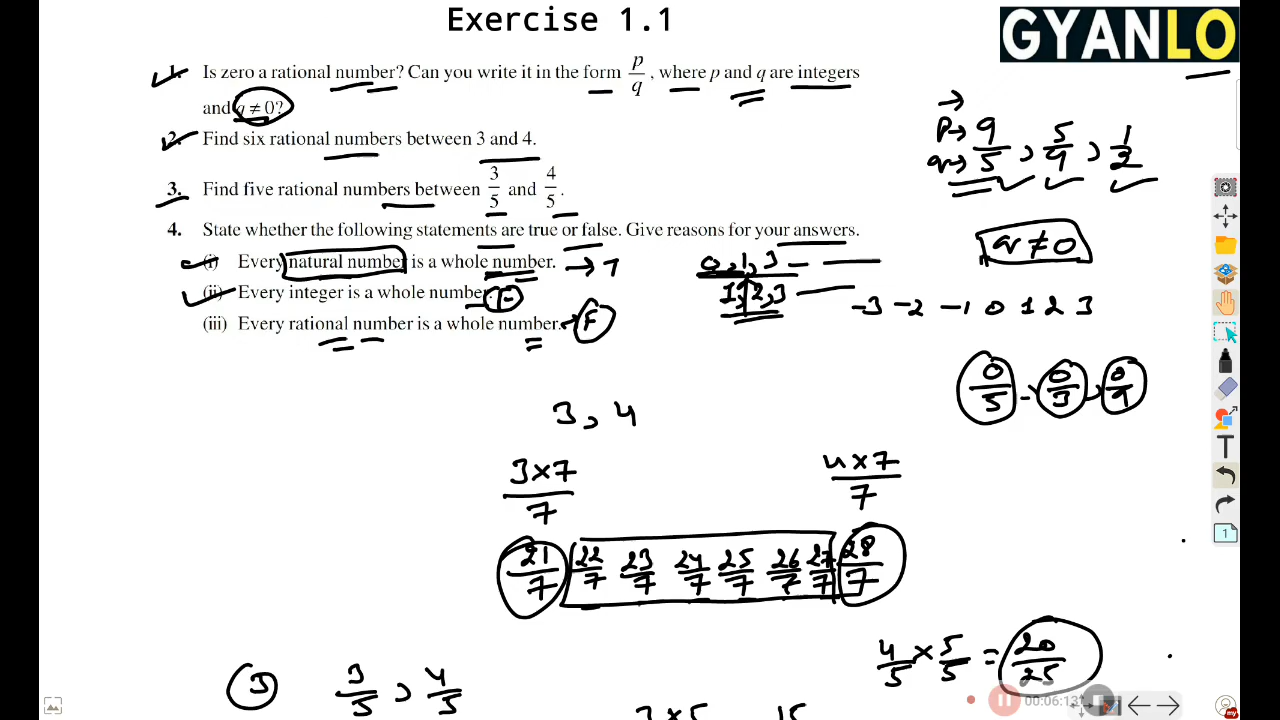 Exercise 1.1
GYANLO
1. Is zero a rational number? Can you write it in the form p/q, where p and q are integers
and q ≠ 0?
2. Find six rational numbers between 3 and 4.
3. Find five rational numbers between 3/5 and 4/5.
4. State whether the following statements are true or false. Give reasons for your answers.
(i) Every natural number is a whole number. → T
(ii) Every integer is a whole number. F
(iii) Every rational number is a whole number. → F
p→ 9/5, 5/9, 1/2
q→
q ≠ 0
0, 1, 3 –
1, 2, 3
-3 -2 -1 0 1 2 3
0/5, 0/3, 0/9
3, 4
3×7/7 4×7/7
21/7 22/7 23/7 24/7 25/7 26/7 27/7 28/7
4/5 × 5/5 = 20/25
③ 3/5, 4/5
3×5 15
T
1
00:06:13